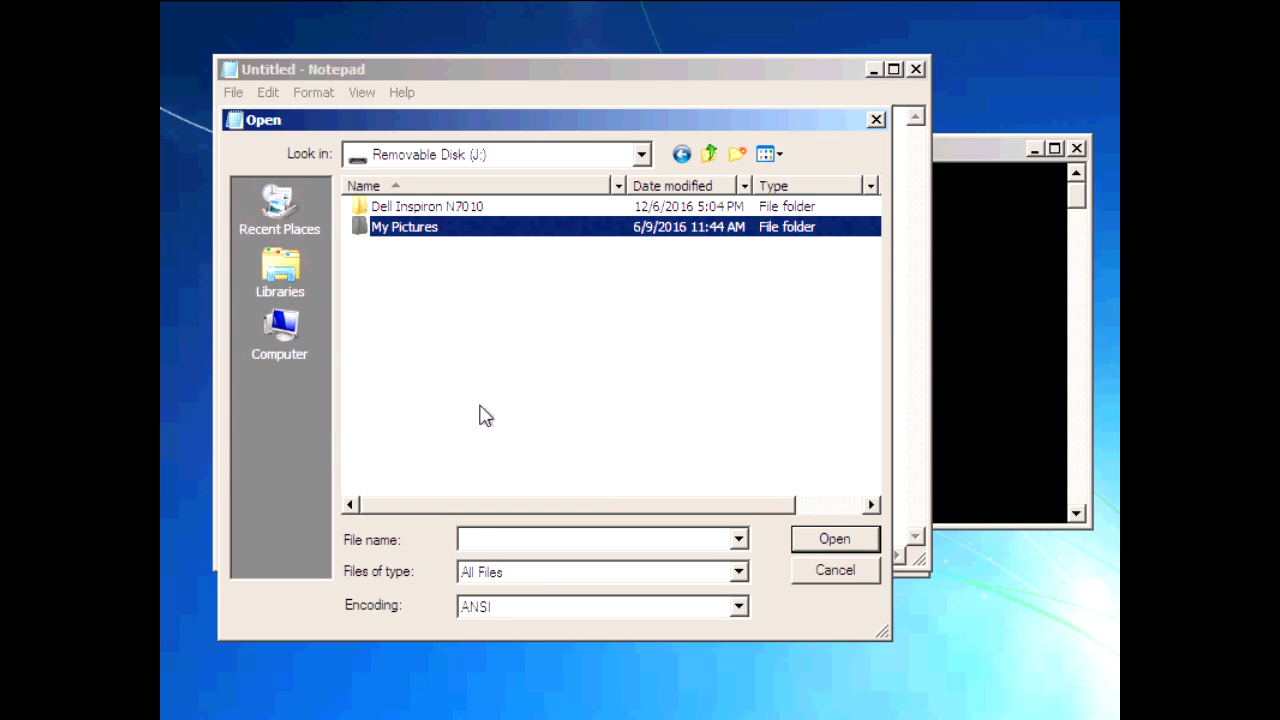 Untitled - Notepad
File Edit Format View Help
Open
Look in: Removable Disk (J:)
Name Date modified Type
Dell Inspiron N7010 12/6/2016 5:04 PM File folder
My Pictures 6/9/2016 11:44 AM File folder
Recent Places
Libraries
Computer
File name: Open
Files of type: All Files Cancel
Encoding: ANSI